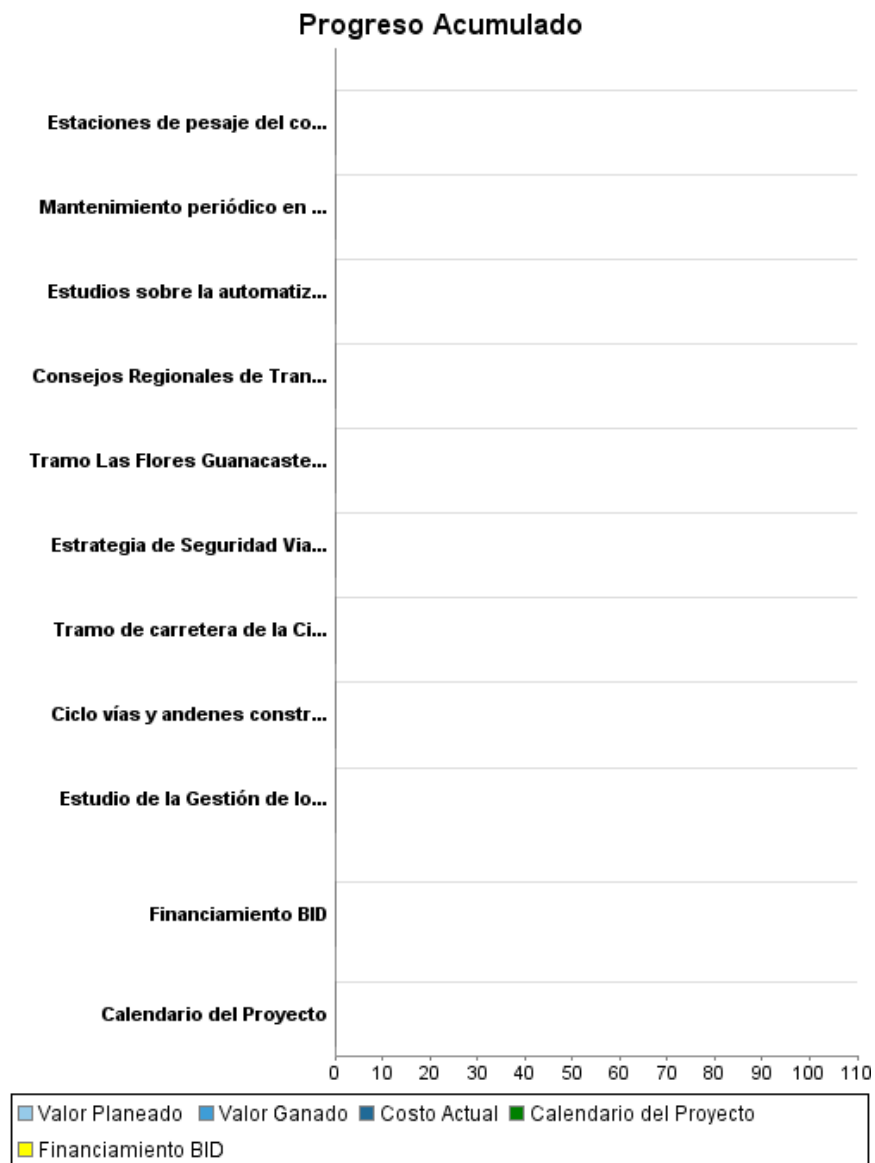 Progreso Acumulado
Estaciones de pesaje del co...
Mantenimiento periódico en ...
Estudios sobre la automatiz...
Consejos Regionales de Tran...
Tramo Las Flores Guanacaste...
Estrategia de Seguridad Via...
Tramo de carretera de la Ci...
Ciclo vías y andenes constr...
Estudio de la Gestión de lo...
Financiamiento BID
Calendario del Proyecto
0 10 20 30 40 50 60 70 80 90 100 110
Valor Planeado Valor Ganado Costo Actual Calendario del Proyecto
Financiamiento BID